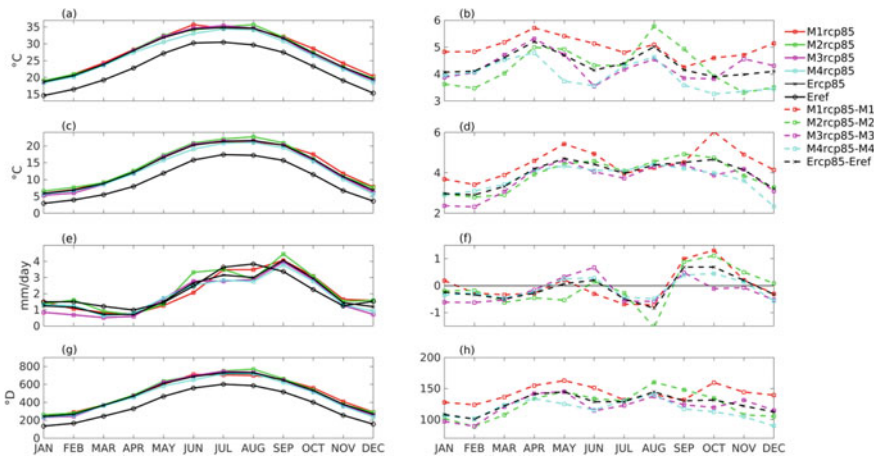 (a)
°C
35
30
25
20
15
(b)
6
5
4
3
M1rcp85
M2rcp85
M3rcp85
M4rcp85
Ercp85
Eref
M1rcp85-M1
M2rcp85-M2
M3rcp85-M3
M4rcp85-M4
Ercp85-Eref
(c)
°C
20
15
10
5
0
(d)
6
4
2
(e)
mm/day
4
3
2
1
0
(f)
1
0
-1
(g)
°D
800
600
400
200
0
JAN FEB MAR APR MAY JUN JUL AUG SEP OCT NOV DEC
(h)
200
150
100
JAN FEB MAR APR MAY JUN JUL AUG SEP OCT NOV DEC